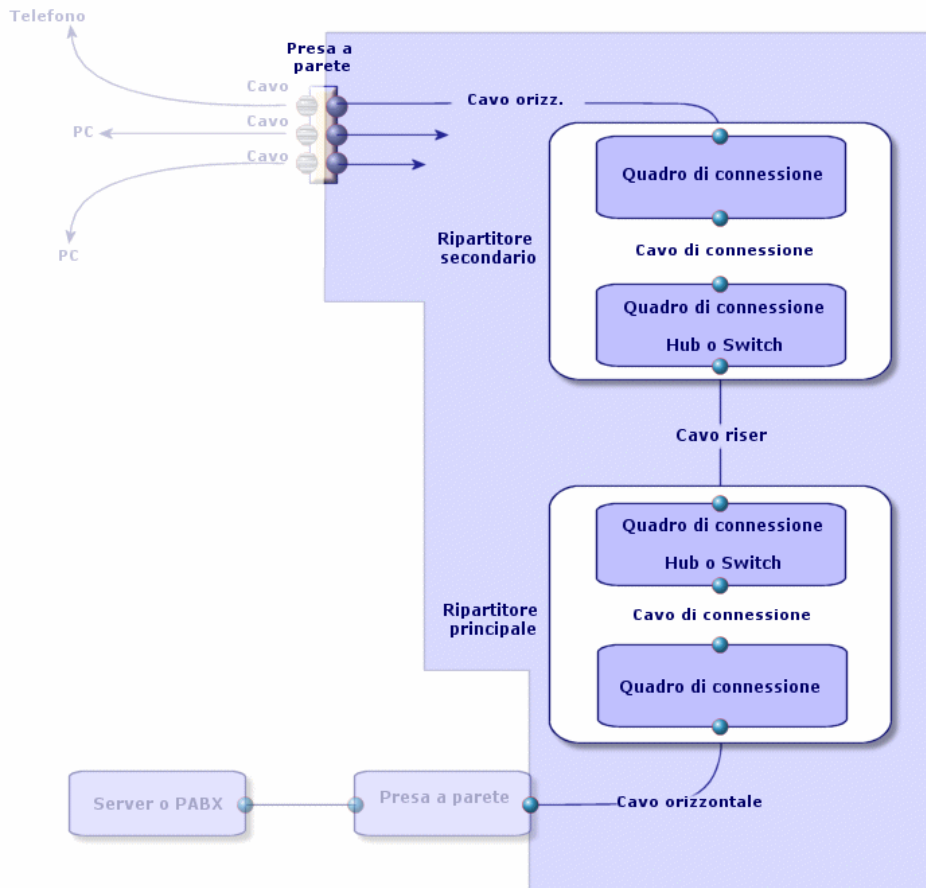 Telefono
Presa a
parete
Cavo
Cavo orizz.
Cavo
PC
Cavo
PC
Quadro di connessione
Ripartitore
secondario
Cavo di connessione
Quadro di connessione
Hub o Switch
Cavo riser
Quadro di connessione
Hub o Switch
Ripartitore
principale
Cavo di connessione
Quadro di connessione
Server o PABX
Presa a parete
Cavo orizzontale